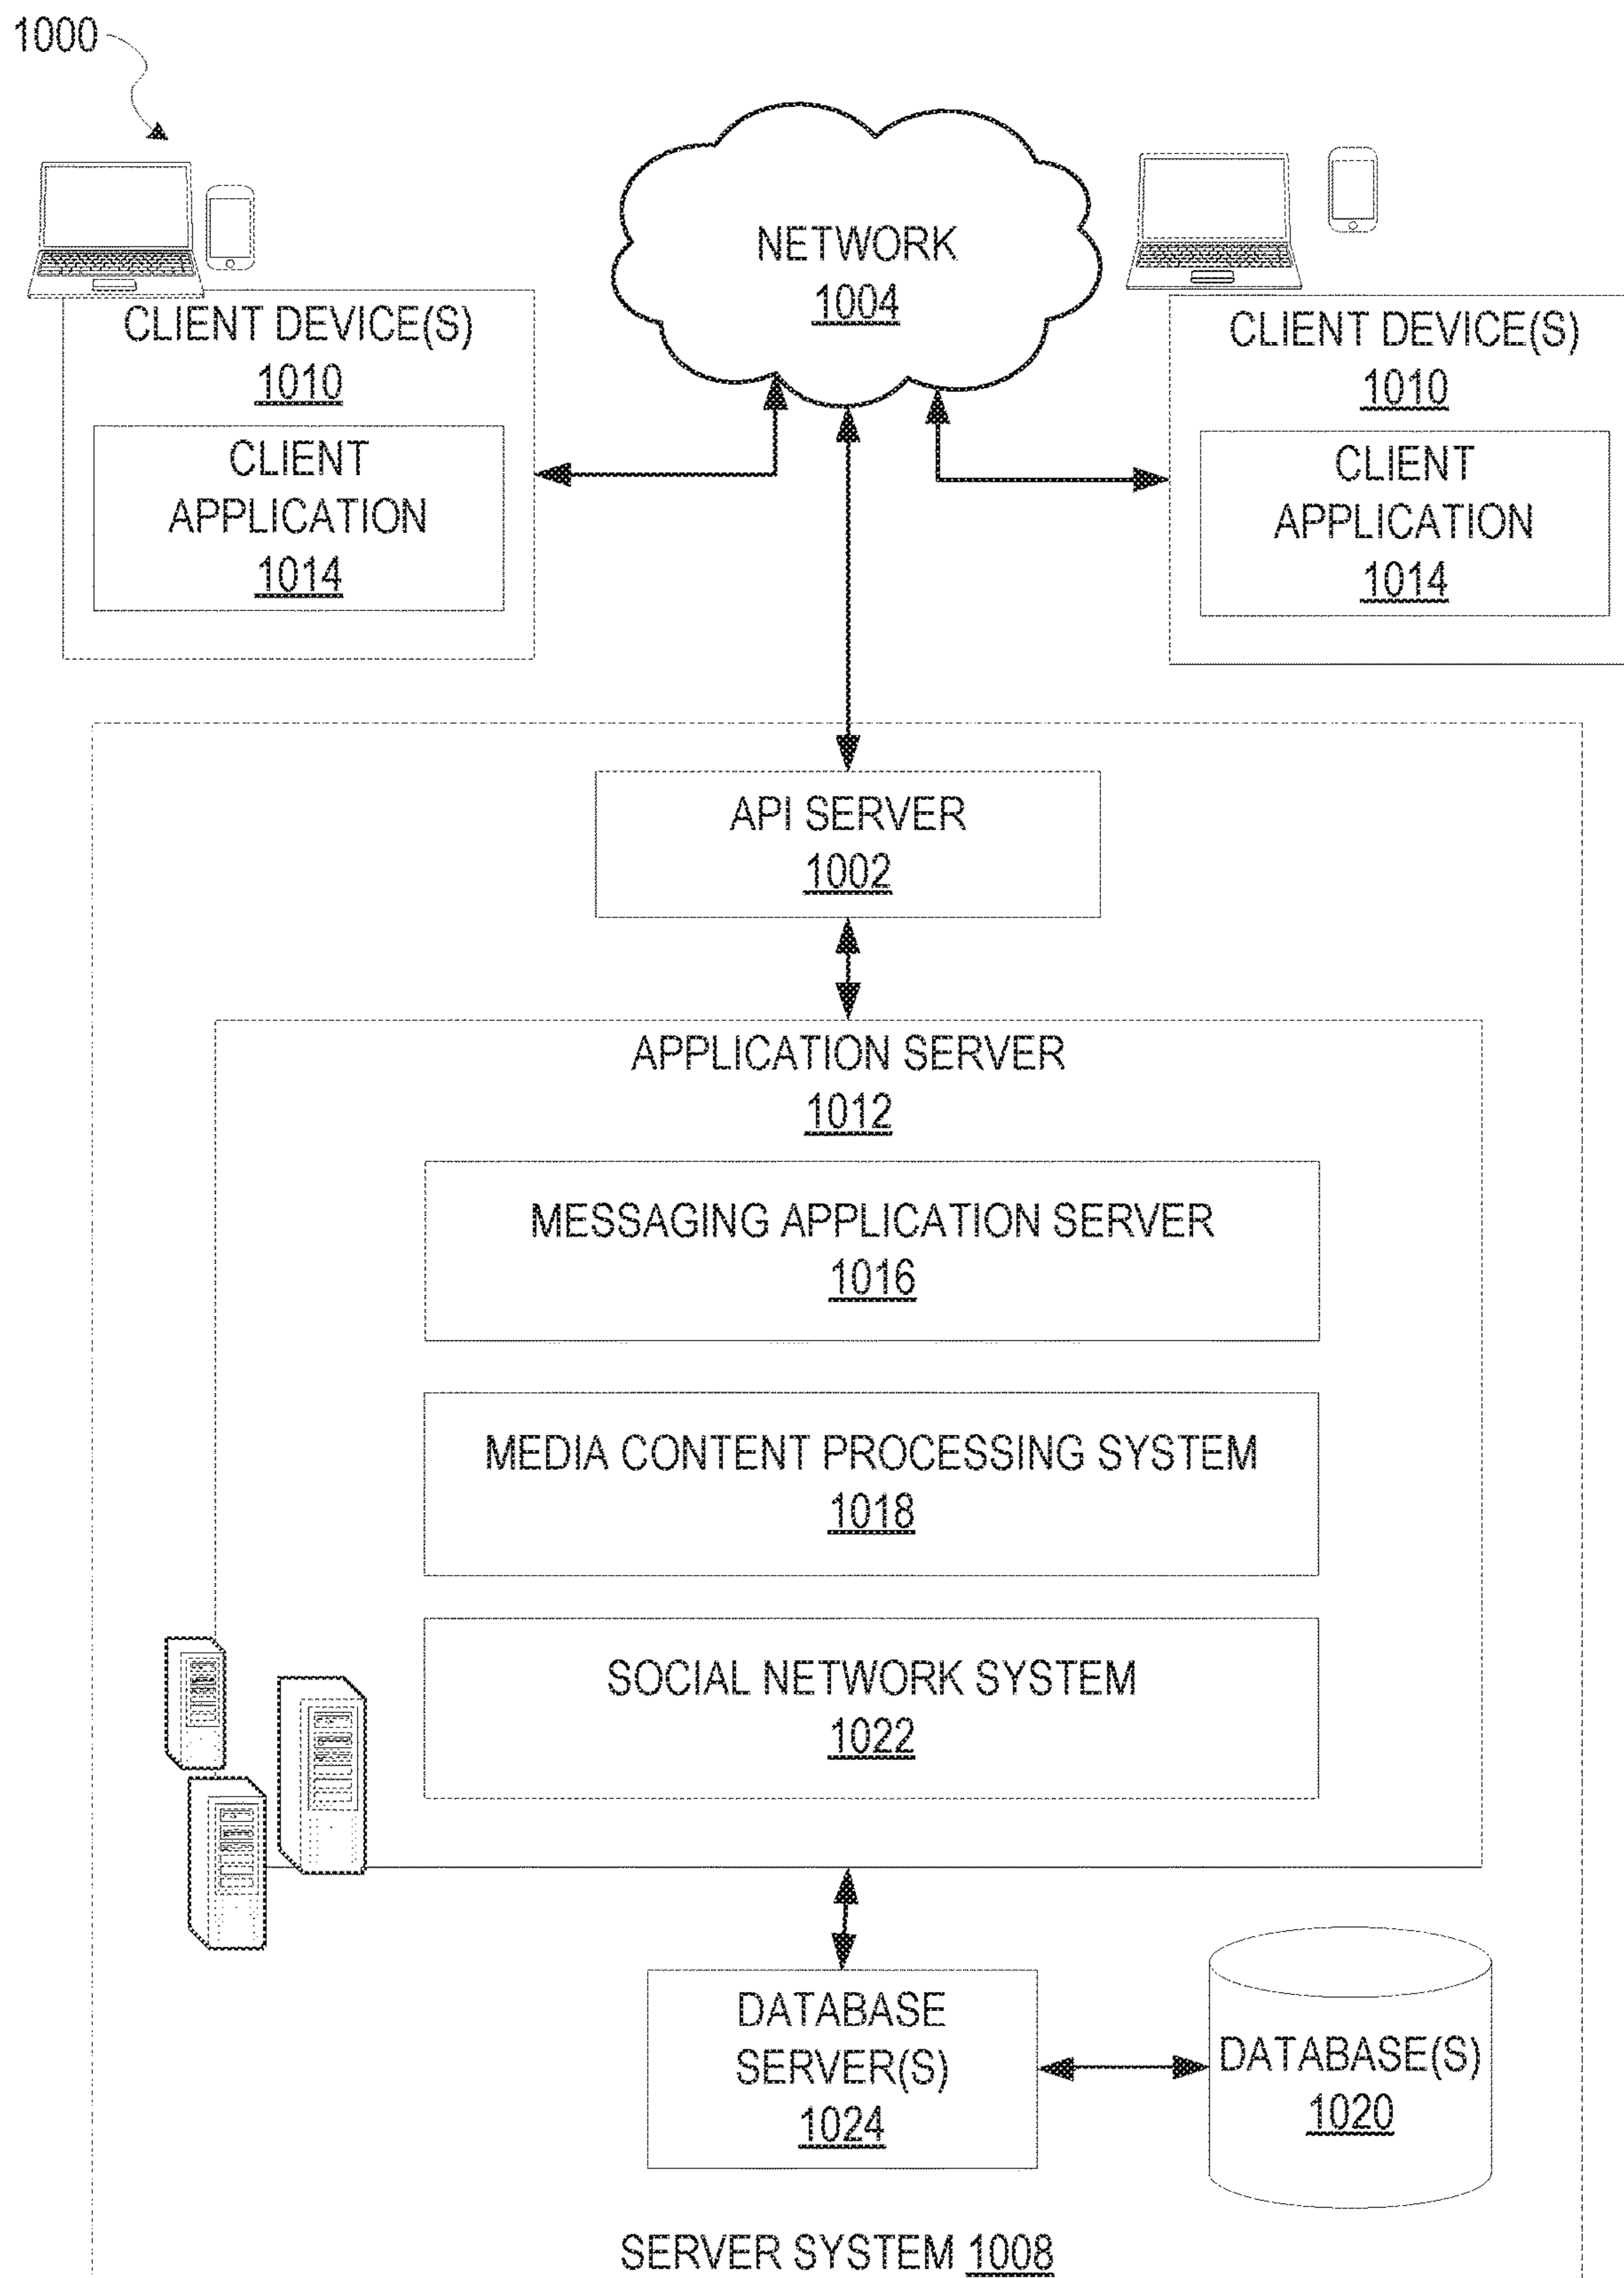 1000
NETWORK
1004
CLIENT DEVICE(S)
1010
CLIENT
APPLICATION
1014
CLIENT DEVICE(S)
1010
CLIENT
APPLICATION
1014
API SERVER
1002
APPLICATION SERVER
1012
MESSAGING APPLICATION SERVER
1016
MEDIA CONTENT PROCESSING SYSTEM
1018
SOCIAL NETWORK SYSTEM
1022
DATABASE
SERVER(S)
1024
DATABASE(S)
1020
SERVER SYSTEM 1008